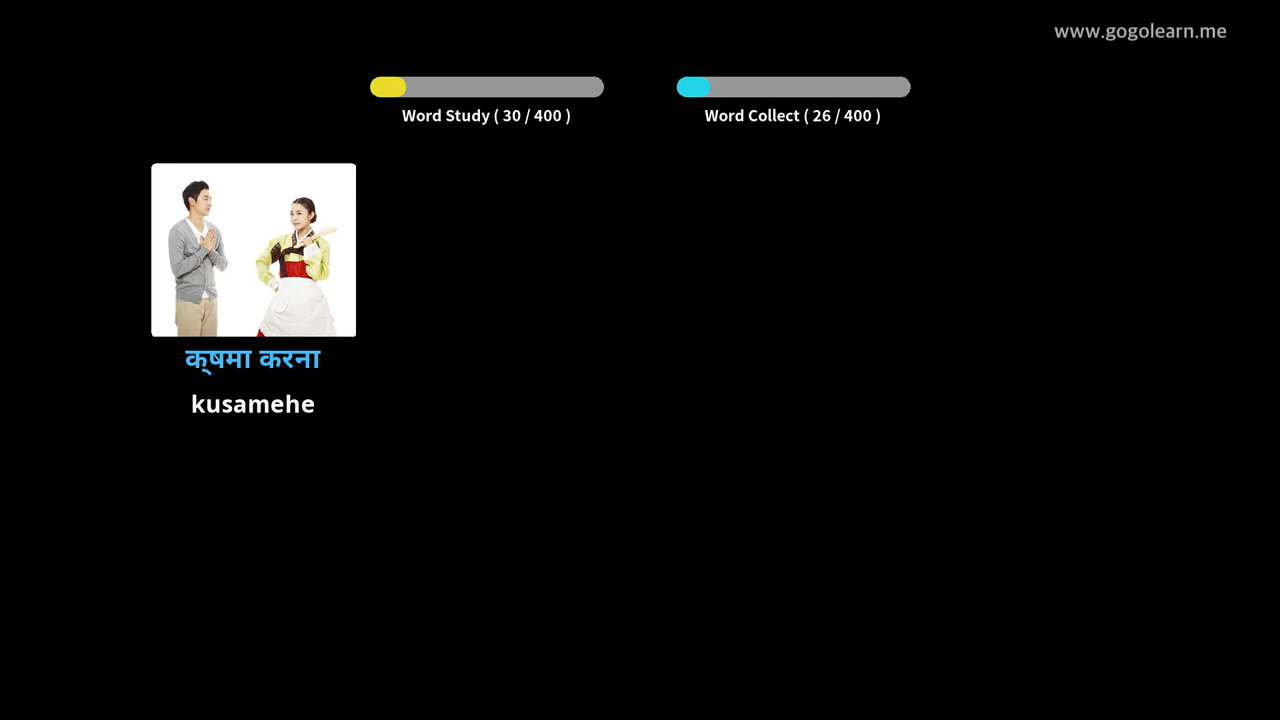 www.gogolearn.me
Word Study ( 30 / 400 )
Word Collect ( 26 / 400 )
क्षमा करना
kusamehe